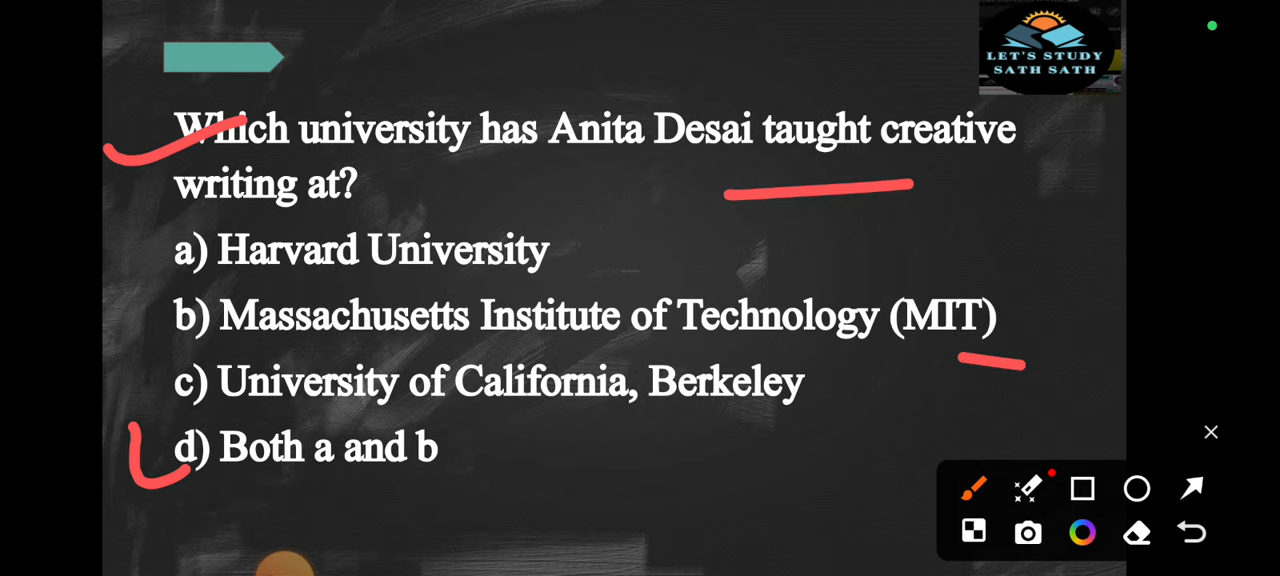 LET'S STUDY
SATH SATH
Which university has Anita Desai taught creative
writing at?
a) Harvard University
b) Massachusetts Institute of Technology (MIT)
c) University of California, Berkeley
d) Both a and b